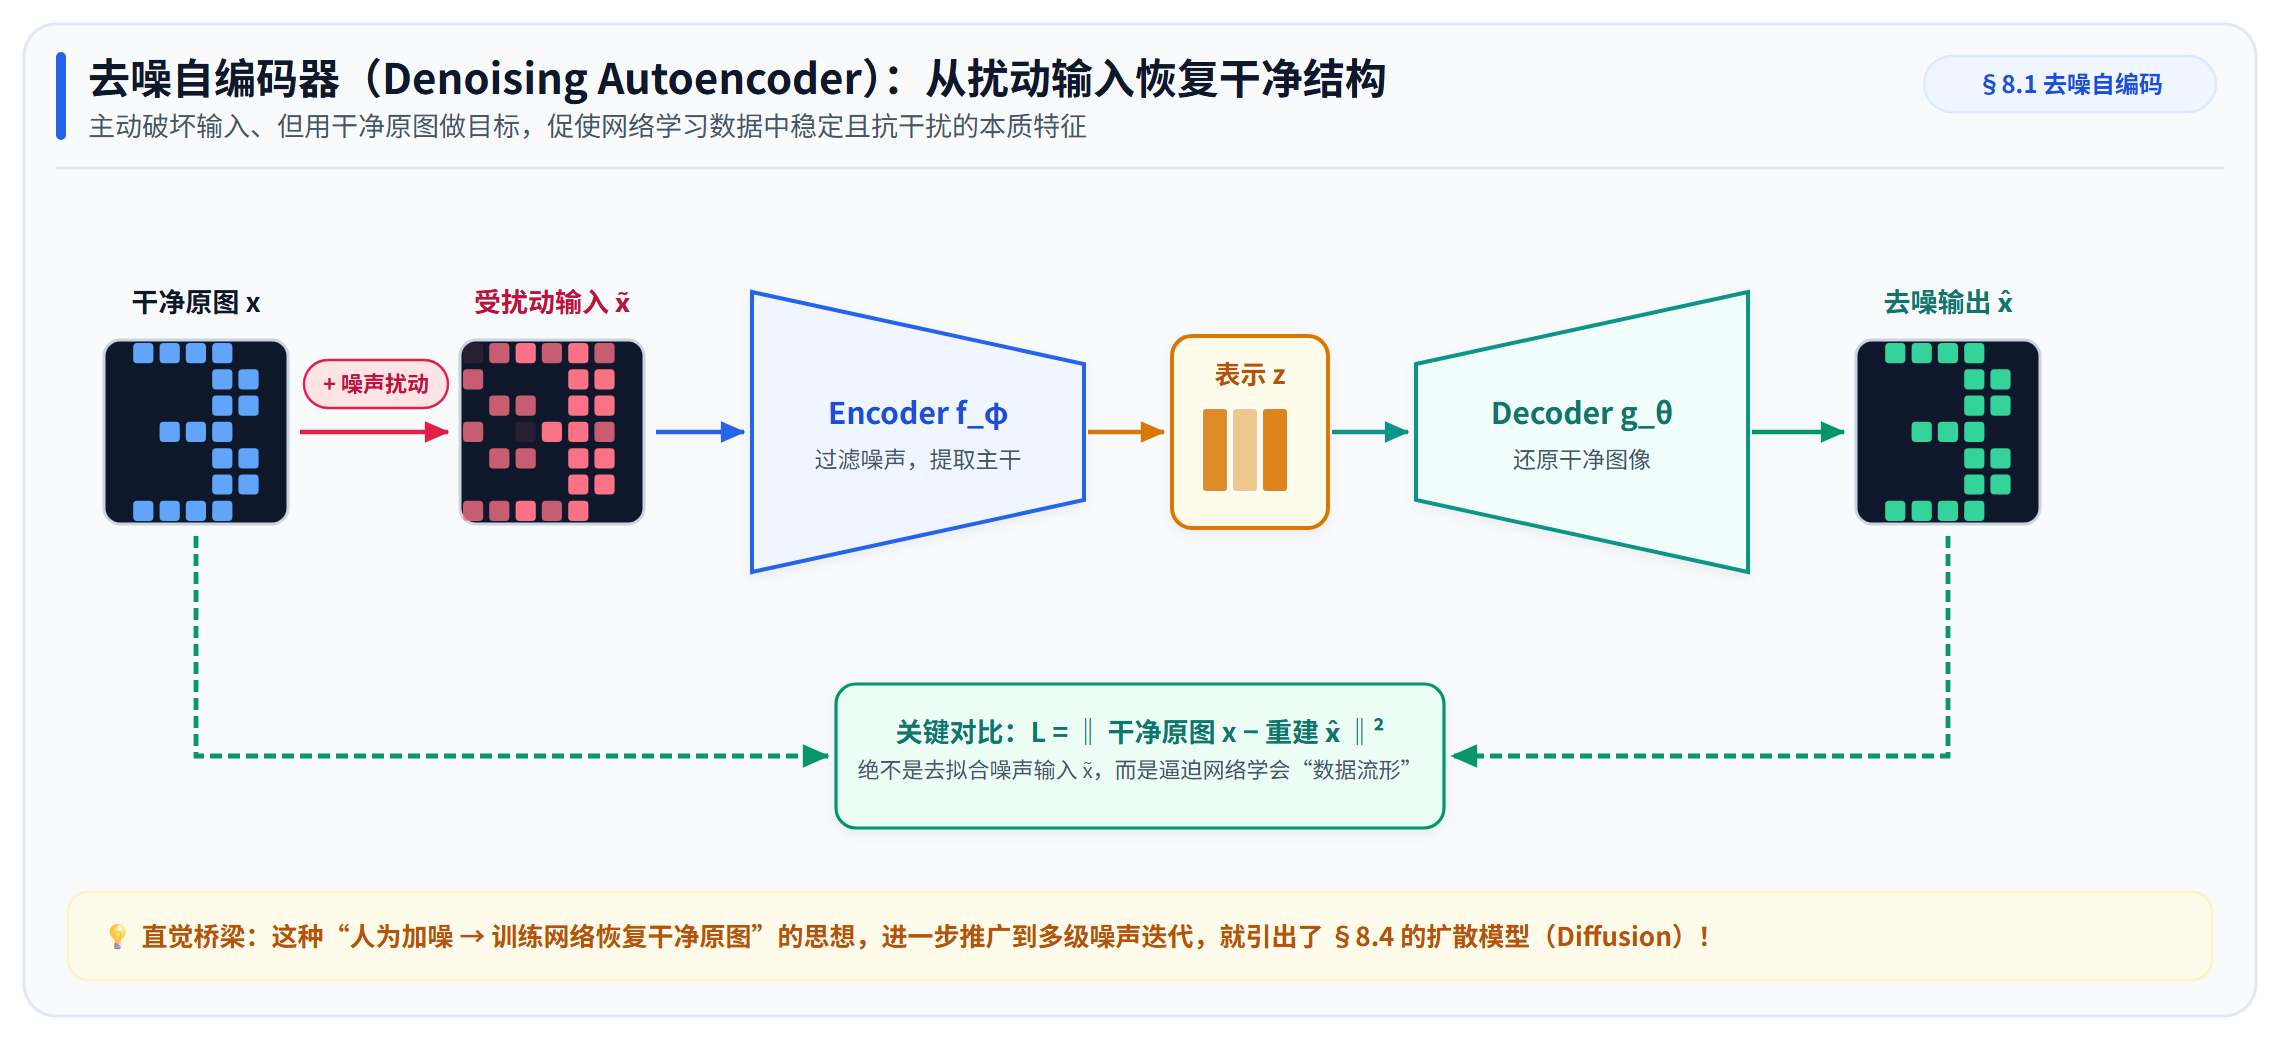 去噪自编码器（Denoising Autoencoder）：从扰动输入恢复干净结构
§8.1 去噪自编码
主动破坏输入、但用干净原图做目标，促使网络学习数据中稳定且抗干扰的本质特征
干净原图 x
受扰动输入 x̃
去噪输出 x̂
+ 噪声扰动
表示 z
Encoder f_φ
过滤噪声，提取主干
Decoder g_θ
还原干净图像
关键对比：L = ‖ 干净原图 x − 重建 x̂ ‖ ²
绝不是去拟合噪声输入 x̃，而是逼迫网络学会“数据流形”
💡 直觉桥梁：这种“人为加噪 → 训练网络恢复干净原图”的思想，进一步推广到多级噪声迭代，就引出了 §8.4 的扩散模型（Diffusion）！